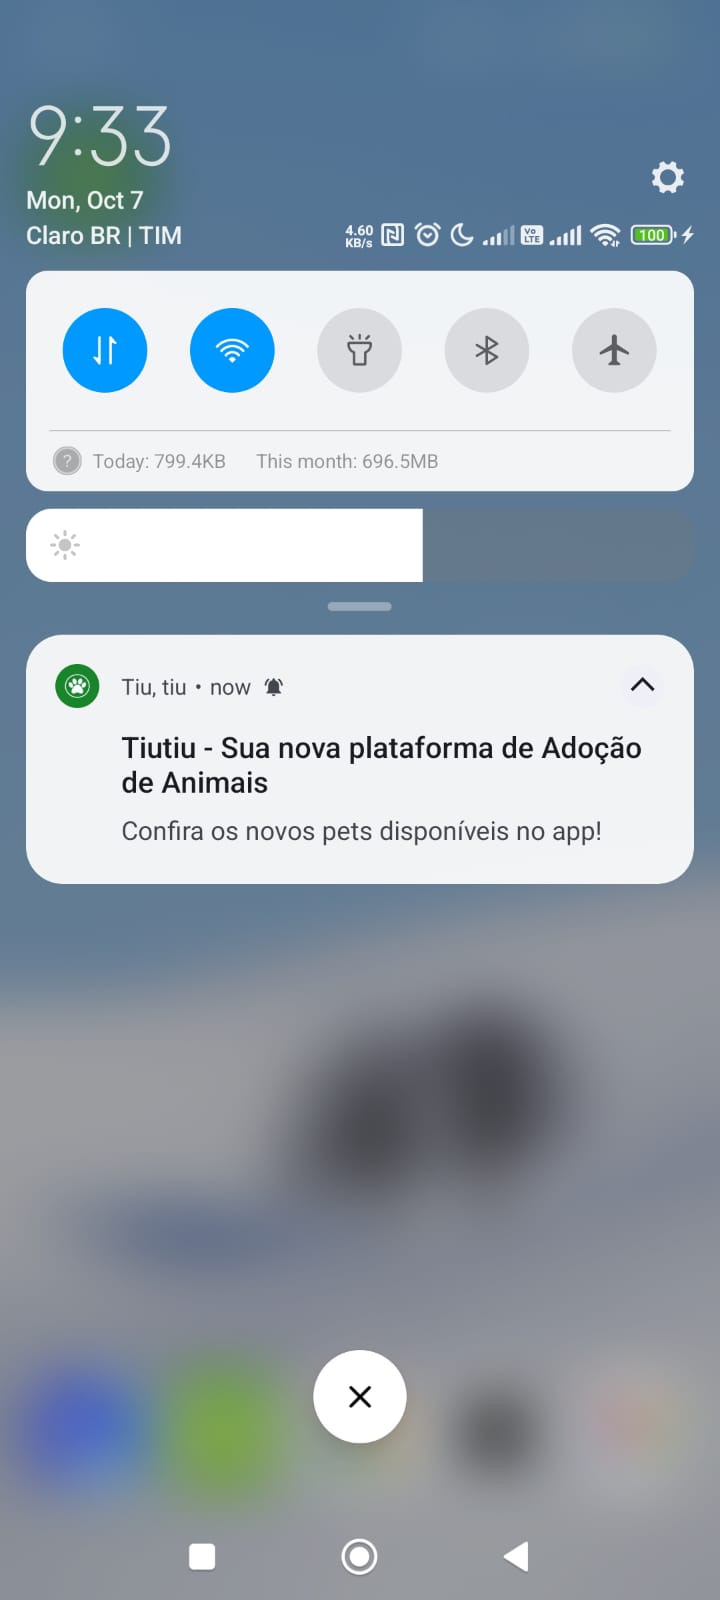 9:33
Mon, Oct 7
Claro BR | TIM
4.60
KB/s
Vo
LTE
100
Today: 799.4KB This month: 696.5MB
Tiu, tiu • now
Tiutiu - Sua nova plataforma de Adoção
de Animais
Confira os novos pets disponíveis no app!